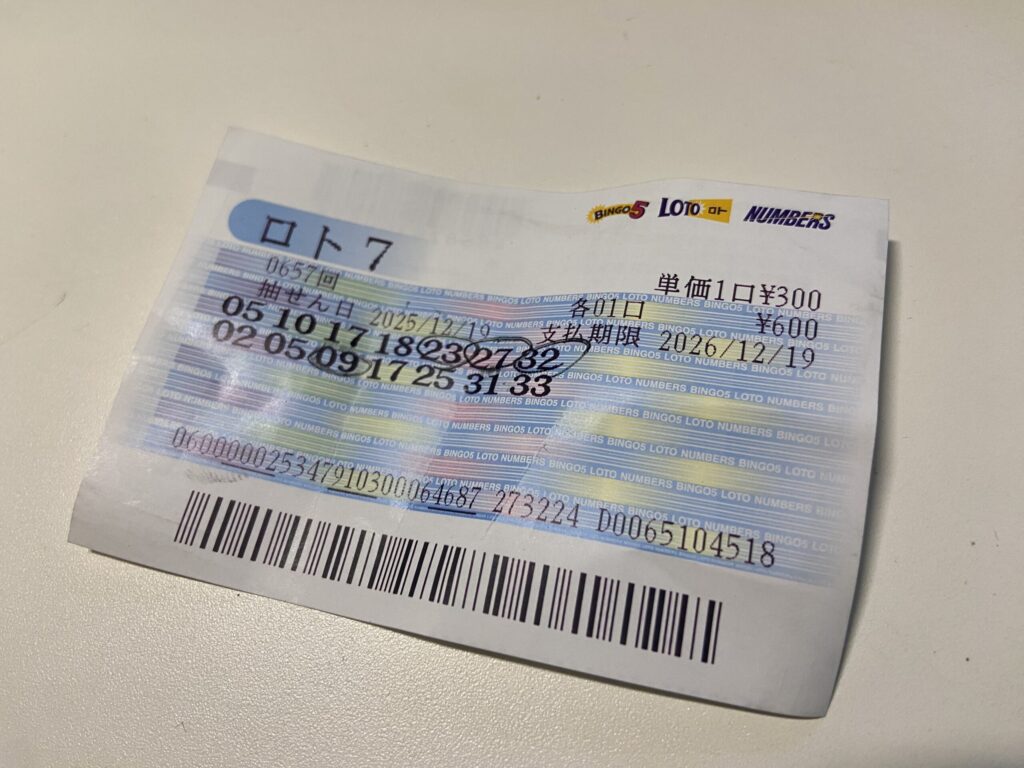 BINGO5 LOTO ロト NUMBERS
ロト7
単価1口¥300
0657回 各01口 ¥600
抽せん日 2025/12/19 支払期限 2026/12/19
05 10 17 18 23 27 32
02 05 09 17 25 31 33
060000025347910300064687 273224 D0065104518